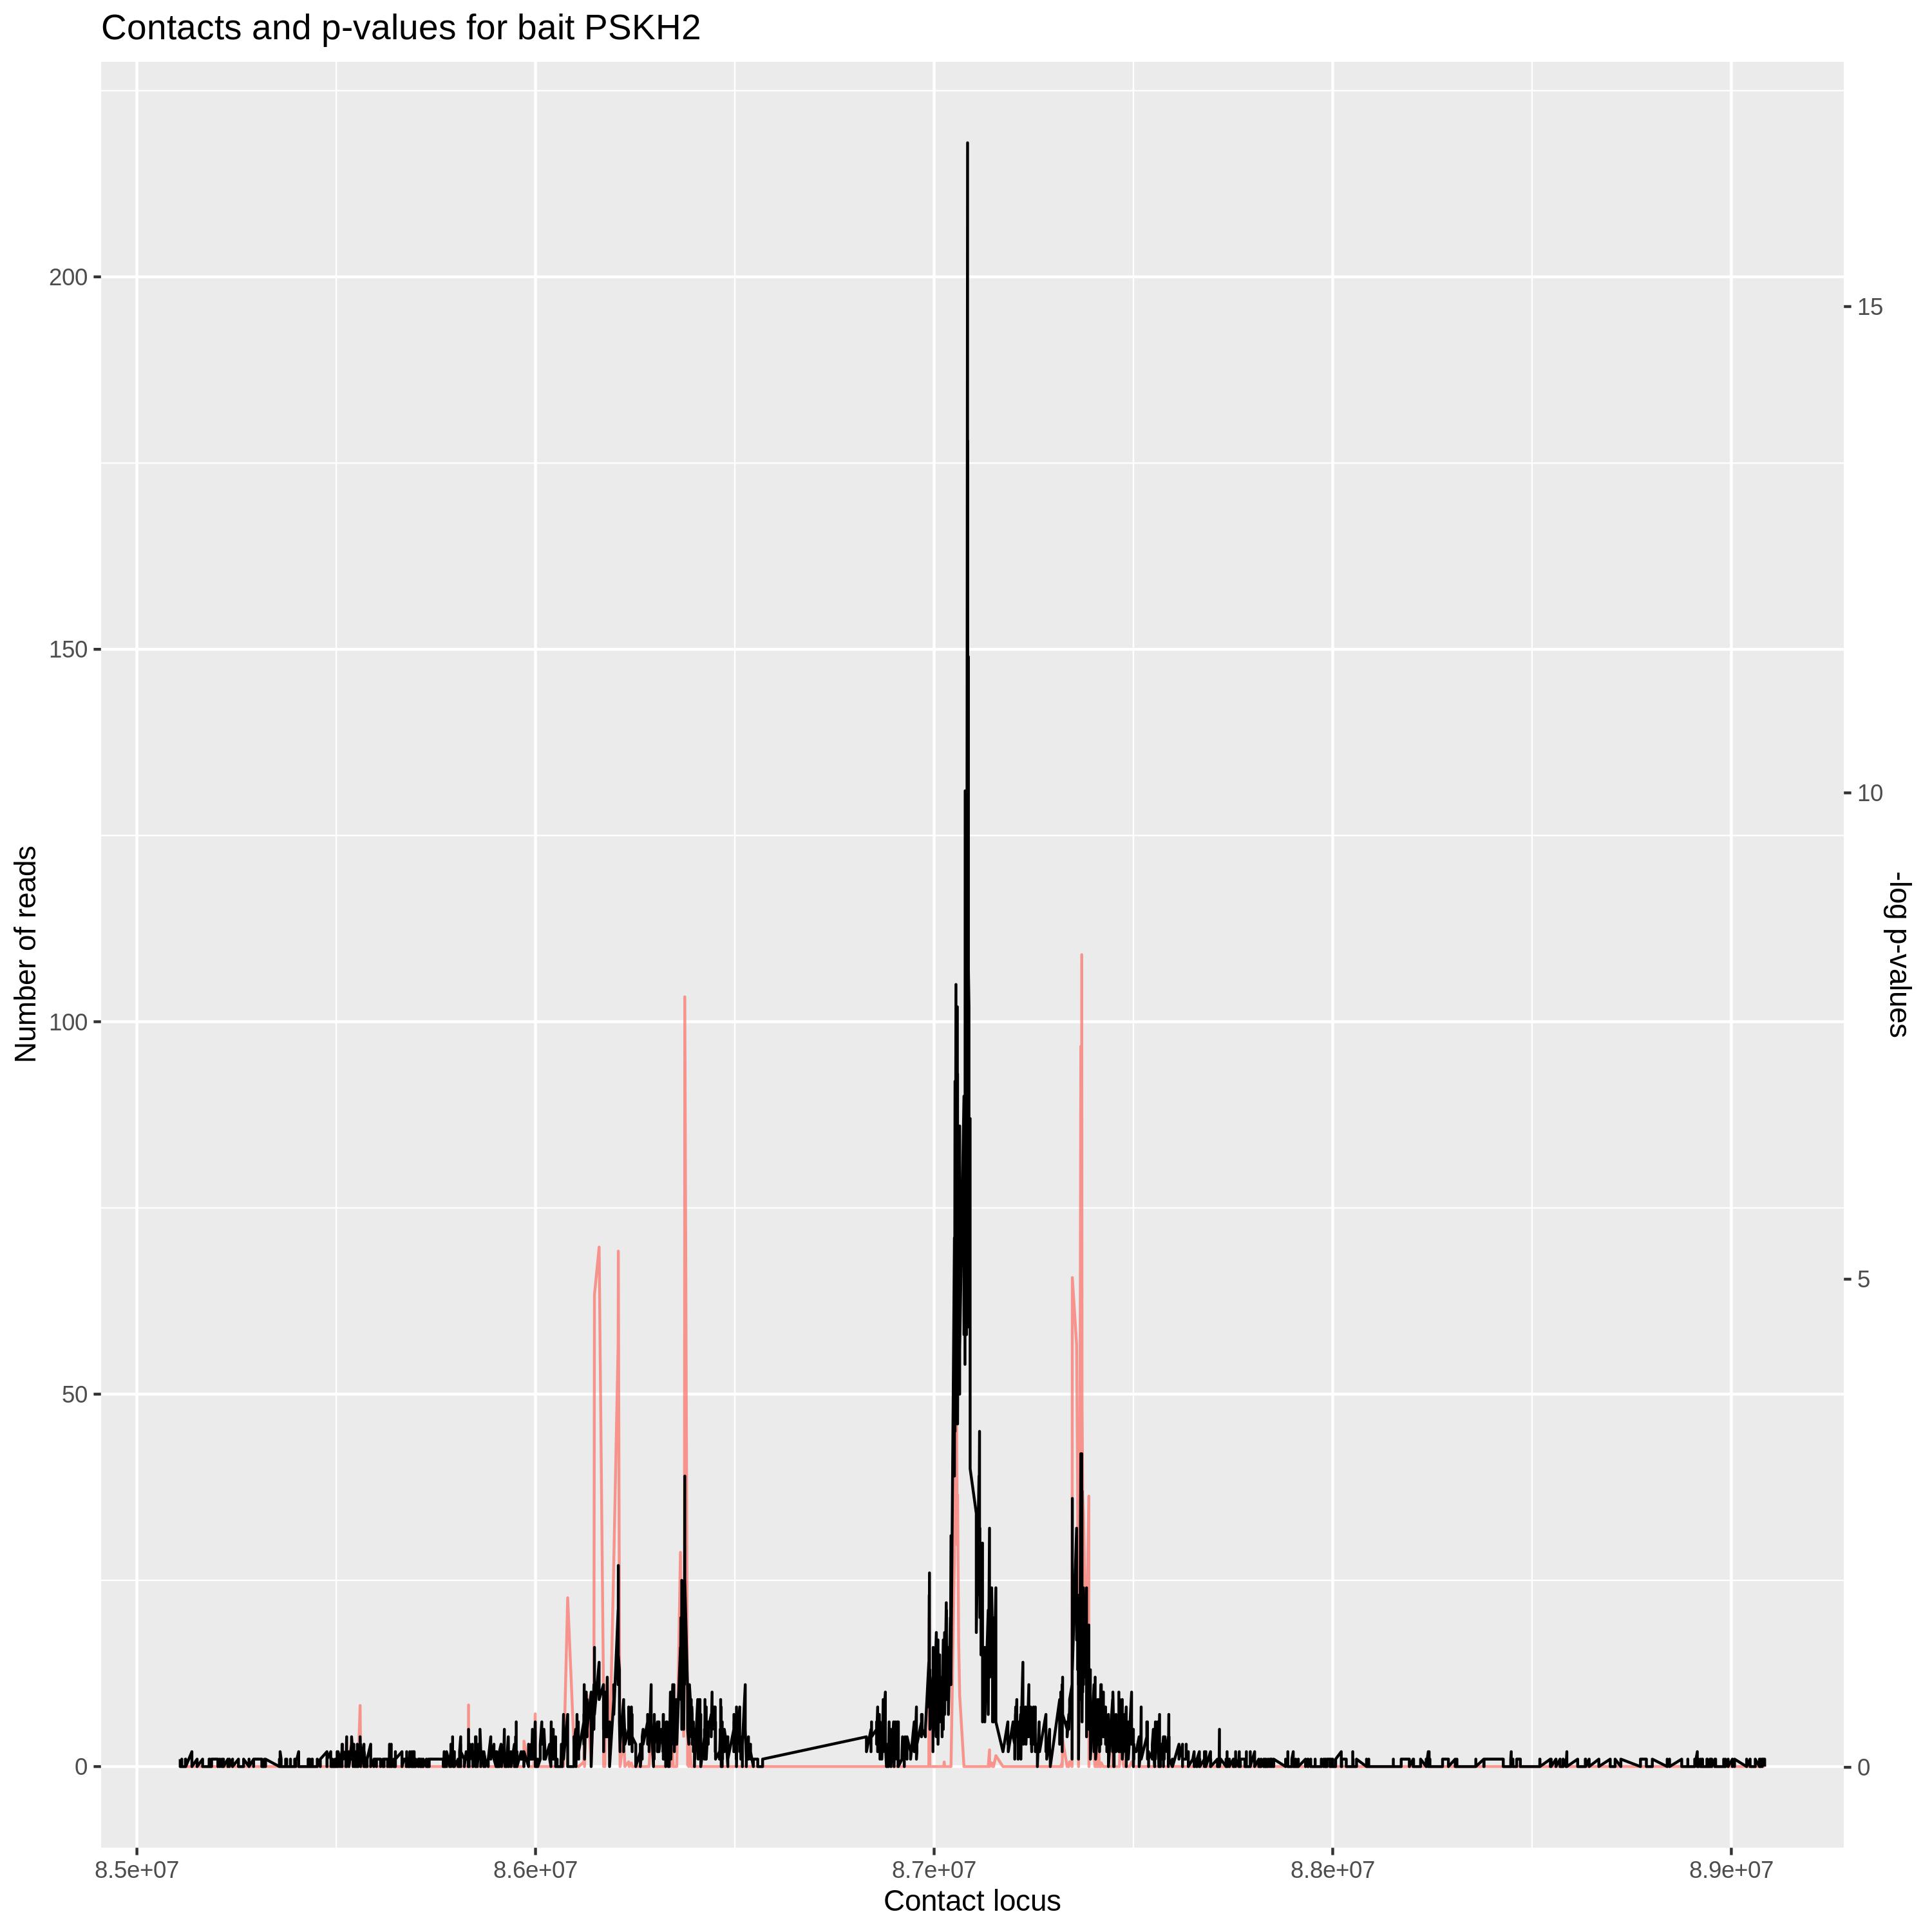 Contacts and p-values for bait PSKH2
Number of reads
200
150
100
50
0
15
10
5
0
-log p-values
8.5e+07
8.6e+07
8.7e+07
8.8e+07
8.9e+07
Contact locus